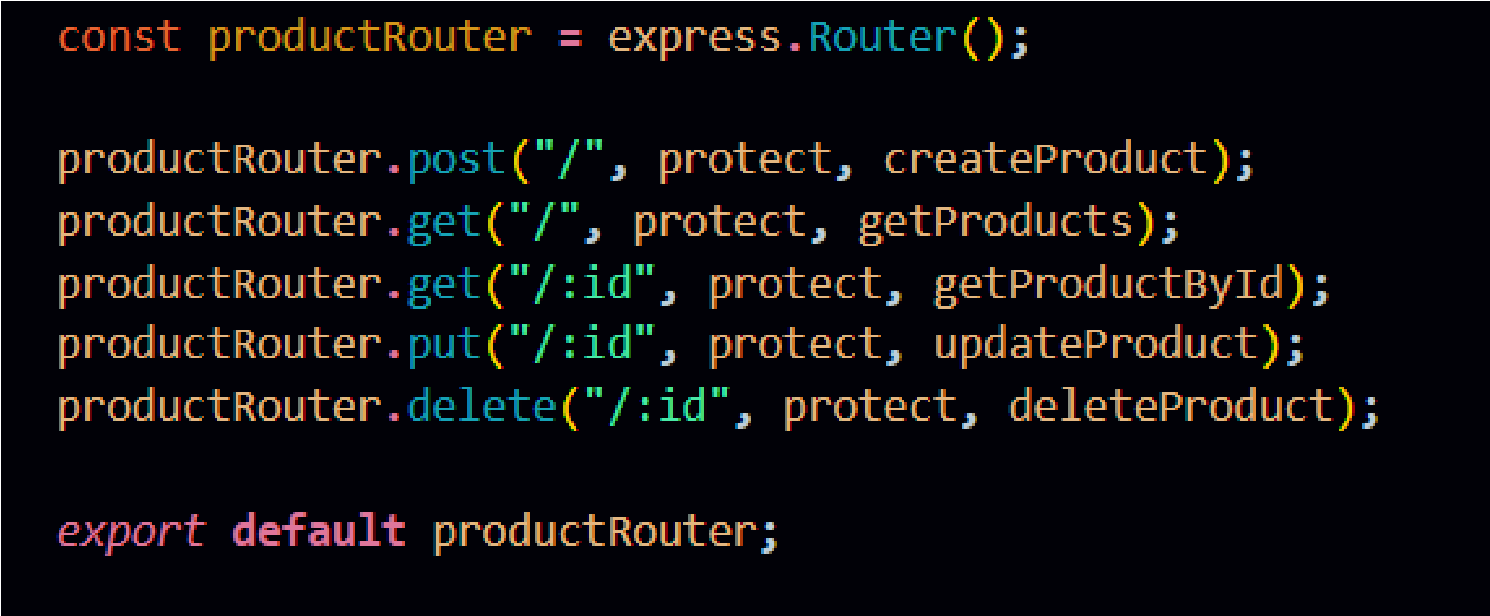 const productRouter = express.Router();
productRouter.post("/", protect, createProduct);
productRouter.get("/", protect, getProducts);
productRouter.get("/:id", protect, getProductById);
productRouter.put("/:id", protect, updateProduct);
productRouter.delete("/:id", protect, deleteProduct);
export default productRouter;